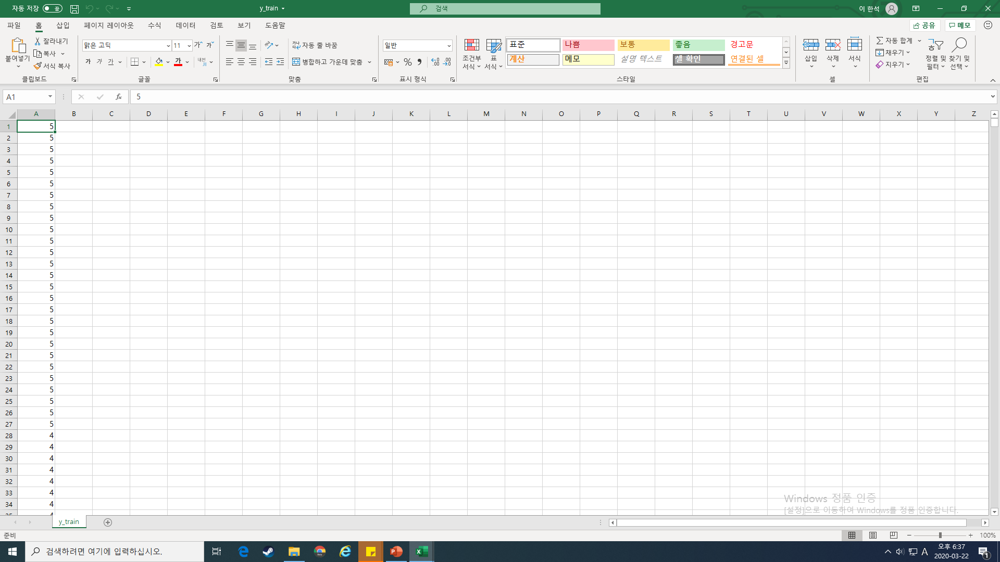 자동 저장 끔 y_train 검색 이 한석
파일 홈 삽입 페이지 레이아웃 수식 데이터 검토 보기 도움말 공유 메모
붙여넣기 잘라내기 복사 서식 복사 클립보드
맑은 고딕 11 가 가
가 가 가 가 내천
글꼴
자동 줄 바꿈
병합하고 가운데 맞춤
맞춤
일반
표시 형식
조건부 서식 표 서식
표준 나쁨 보통 좋음 경고문
계산 메모 설명 텍스트 셀 확인 연결된 셀
스타일
삽입 삭제 서식
셀
자동 합계
채우기
지우기
정렬 및 필터 찾기 및 선택
편집
A1 fx 5
A B C D E F G H I J K L M N O P Q R S T U V W X Y Z
1 5
2 5
3 5
4 5
5 5
6 5
7 5
8 5
9 5
10 5
11 5
12 5
13 5
14 5
15 5
16 5
17 5
18 5
19 5
20 5
21 5
22 5
23 5
24 5
25 5
26 5
27 5
28 4
29 4
30 4
31 4
32 4
33 4
34 4
35 4
Windows 정품 인증
[설정]으로 이동하여 Windows를 정품 인증합니다.
y_train
준비 100%
검색하려면 여기에 입력하십시오.
A 오후 6:37
2020-03-22
1